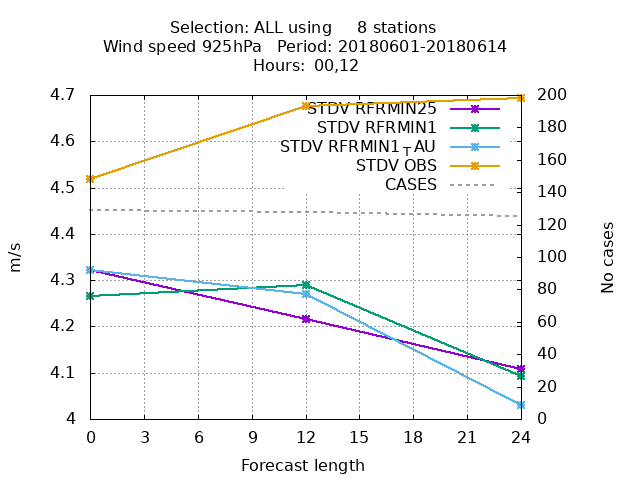 Selection: ALL using     8 stations
Wind speed 925hPa   Period: 20180601-20180614
Hours:  00,12
4.7
4.6
4.5
4.4
4.3
4.2
4.1
4
200
180
160
140
120
100
80
60
40
20
0
STDV RFRMIN25
STDV RFRMIN1
STDV RFRMIN1┬AU
STDV OBS
CASES
m/s
No cases
0 3 6 9 12 15 18 21 24
Forecast length